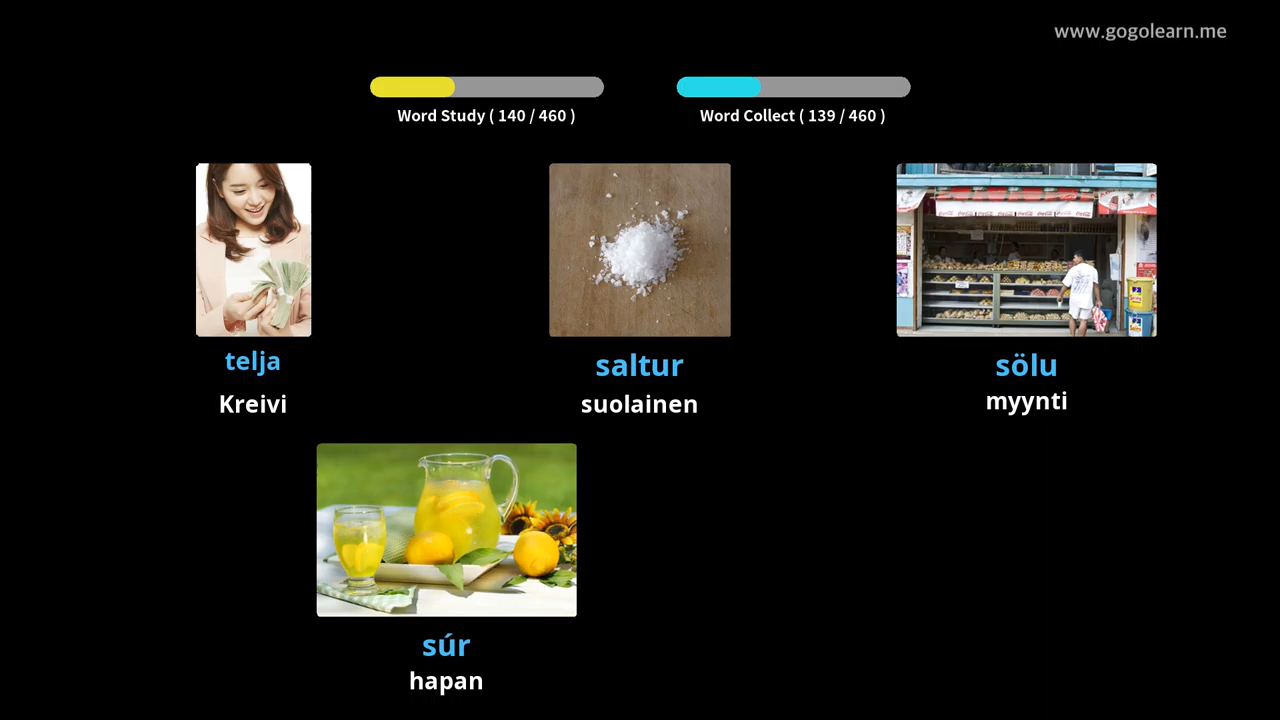 www.gogolearn.me
Word Study ( 140 / 460 )
Word Collect ( 139 / 460 )
telja
Kreivi
saltur
suolainen
sölu
myynti
súr
hapan